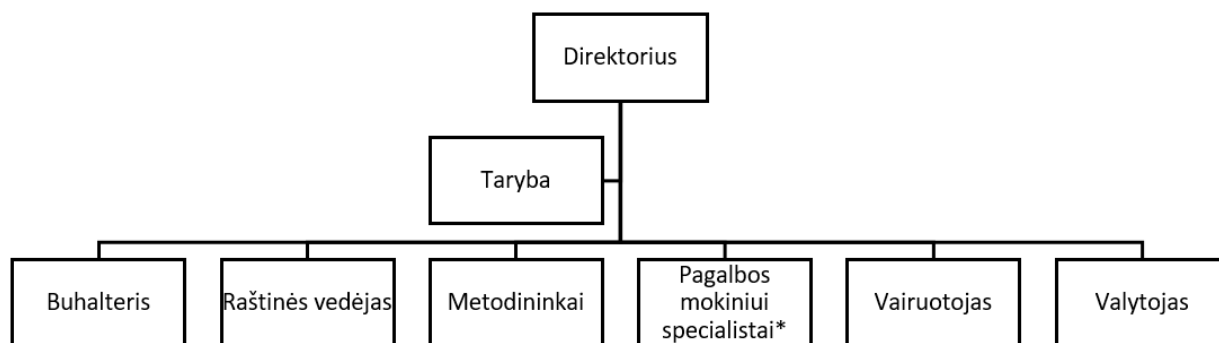 Direktorius
Taryba
Buhalteris
Raštinės vedėjas
Metodininkai
Pagalbos
mokiniui
specialistai*
Vairuotojas
Valytojas